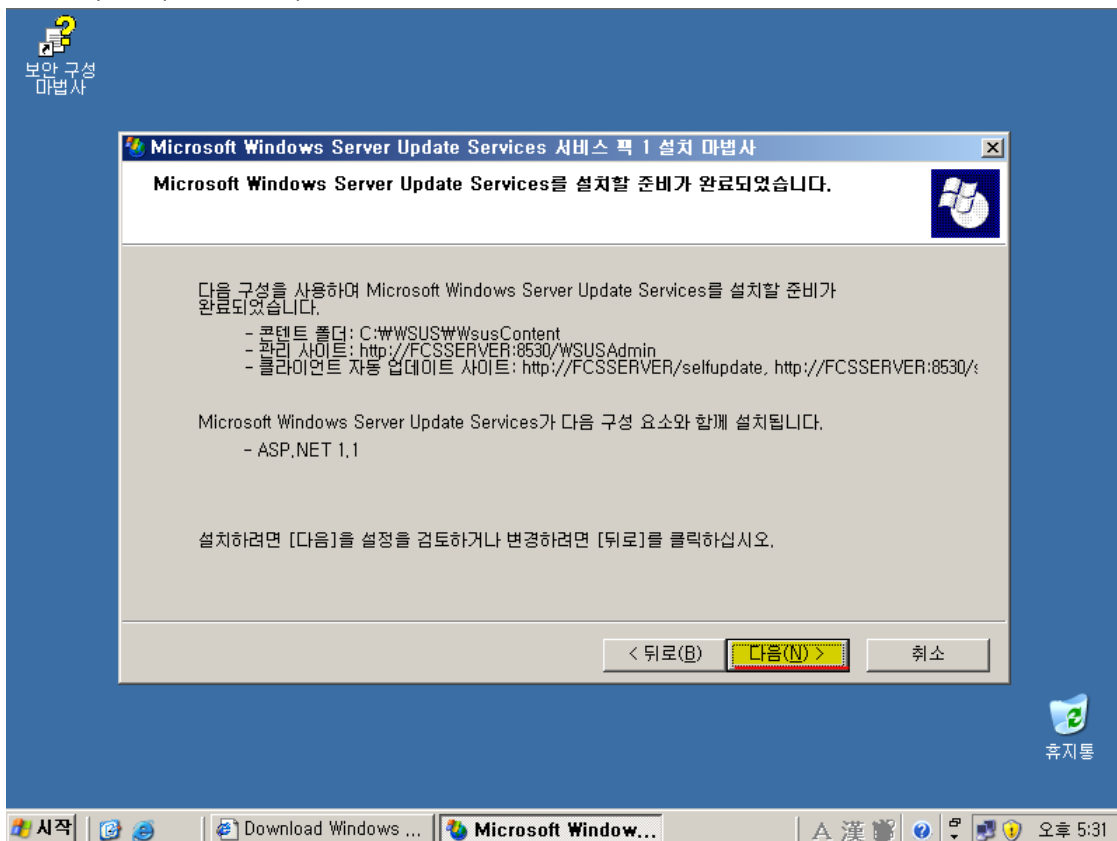 보안 구성
마법사
Microsoft Windows Server Update Services 서비스 팩 1 설치 마법사
Microsoft Windows Server Update Services를 설치할 준비가 완료되었습니다.
다음 구성을 사용하여 Microsoft Windows Server Update Services를 설치할 준비가
완료되었습니다.
- 콘텐트 폴더: C:₩WSUS₩WsusContent
- 관리 사이트: http://FCSSERVER:8530/WSUSAdmin
- 클라이언트 자동 업데이트 사이트: http://FCSSERVER/selfupdate, http://FCSSERVER:8530/s
Microsoft Windows Server Update Services가 다음 구성 요소와 함께 설치됩니다.
- ASP.NET 1.1
설치하려면 [다음]을 설정을 검토하거나 변경하려면 [뒤로]를 클릭하십시오.
< 뒤로(B) 다음(N) > 취소
휴지통
시작 Download Windows ... Microsoft Window... A 漢 오후 5:31